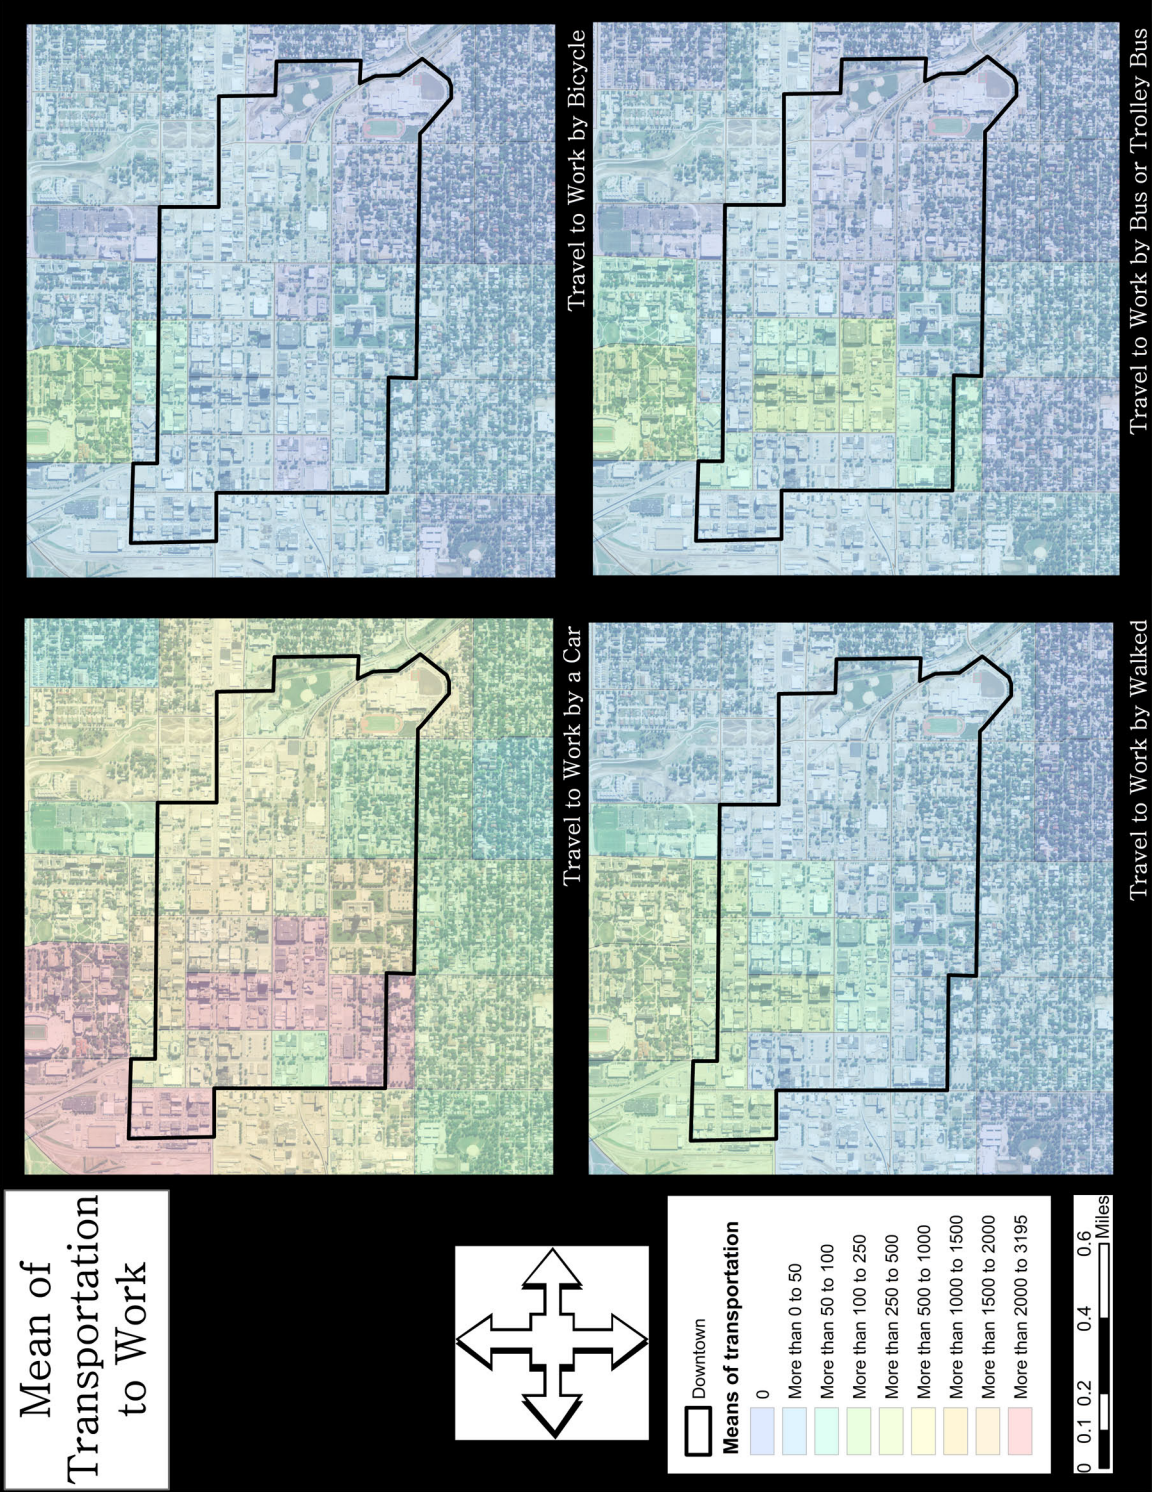 Mean of
Transportation
to Work
Travel to Work by a Car
Travel to Work by Bicycle
Travel to Work by Walked
Travel to Work by Bus or Trolley Bus
Downtown
Means of transportation
0
More than 0 to 50
More than 50 to 100
More than 100 to 250
More than 250 to 500
More than 500 to 1000
More than 1000 to 1500
More than 1500 to 2000
More than 2000 to 3195
0 0.1 0.2 0.4 0.6
Miles